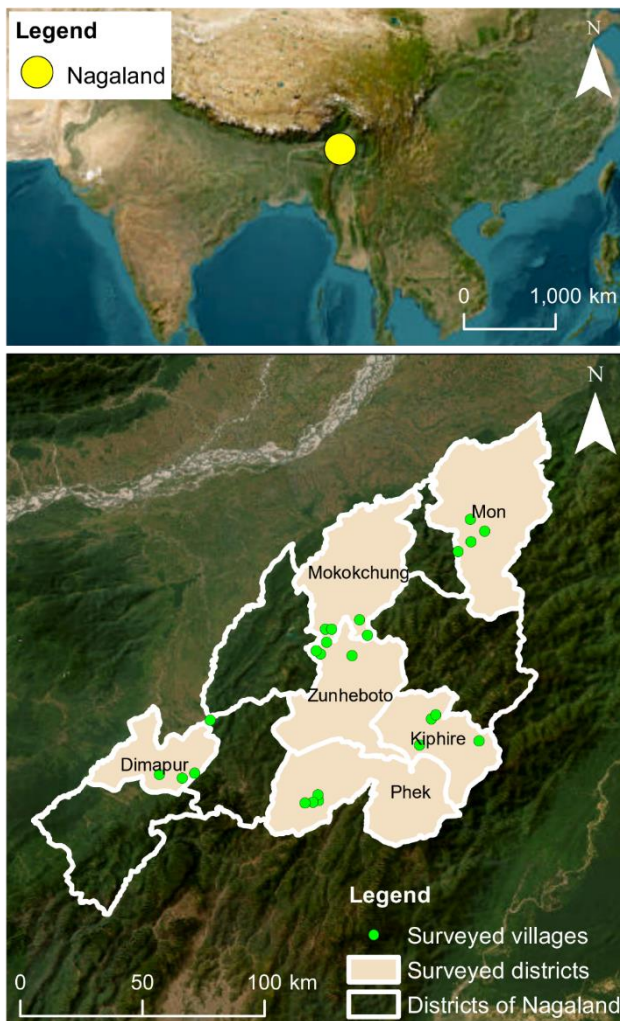 Legend
Nagaland
N
0 1,000 km
N
Mon
Mokokchung
Zunheboto
Kiphire
Dimapur
Phek
Legend
Surveyed villages
Surveyed districts
Districts of Nagaland
0 50 100 km